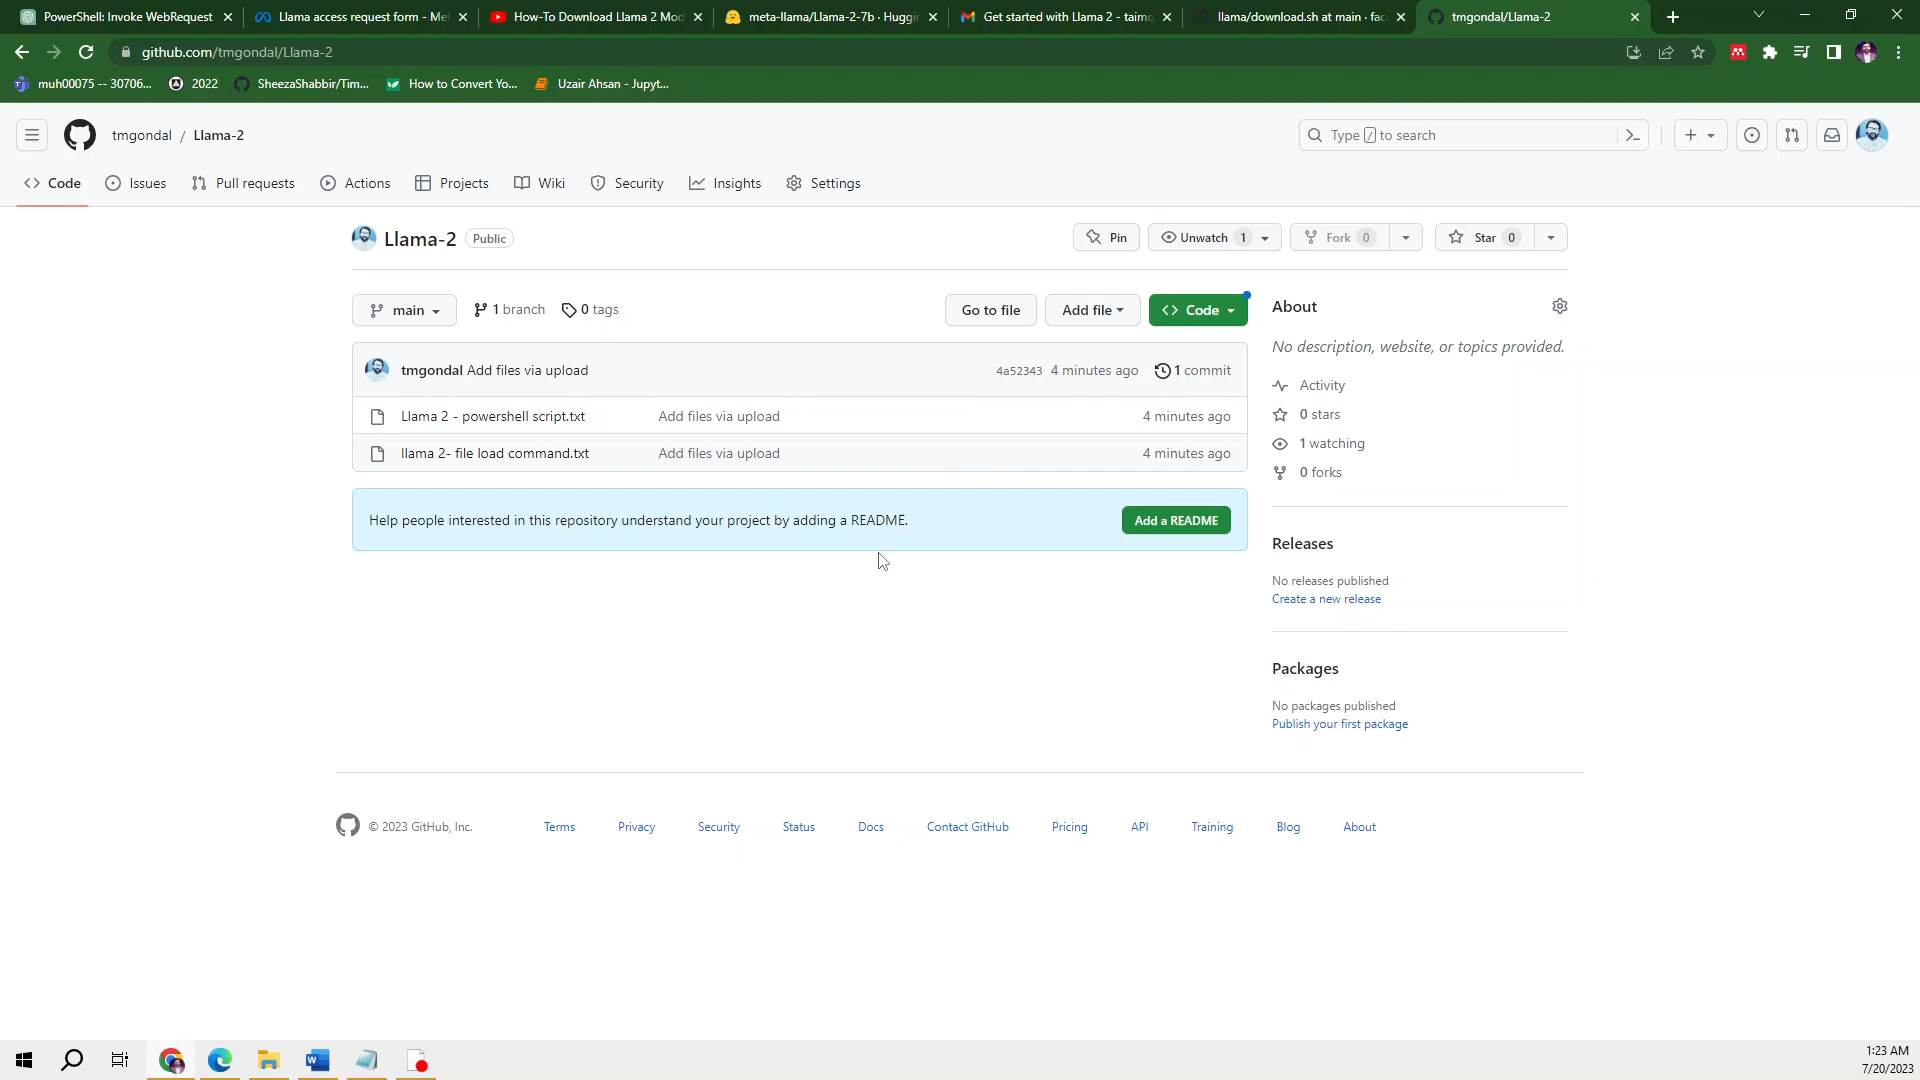 PowerShell: Invoke WebRequest
Llama access request form - Me
How-To Download Llama 2 Mod
meta-llama/Llama-2-7b · Huggin
Get started with Llama 2 - taimo
llama/download.sh at main · fac
tmgondal/Llama-2
github.com/tmgondal/Llama-2
muh00075 -- 30706...
2022
SheezaShabbir/Tim...
How to Convert Yo...
Uzair Ahsan - Jupyt...
tmgondal / Llama-2
Type / to search
Code
Issues
Pull requests
Actions
Projects
Wiki
Security
Insights
Settings
Llama-2 Public
Pin
Unwatch 1
Fork 0
Star 0
main
1 branch
0 tags
Go to file
Add file
Code
tmgondal Add files via upload 4a52343 4 minutes ago 1 commit
Llama 2 - powershell script.txt Add files via upload 4 minutes ago
llama 2- file load command.txt Add files via upload 4 minutes ago
Help people interested in this repository understand your project by adding a README.
Add a README
About
No description, website, or topics provided.
Activity
0 stars
1 watching
0 forks
Releases
No releases published
Create a new release
Packages
No packages published
Publish your first package
© 2023 GitHub, Inc.
Terms
Privacy
Security
Status
Docs
Contact GitHub
Pricing
API
Training
Blog
About
1:23 AM
7/20/2023